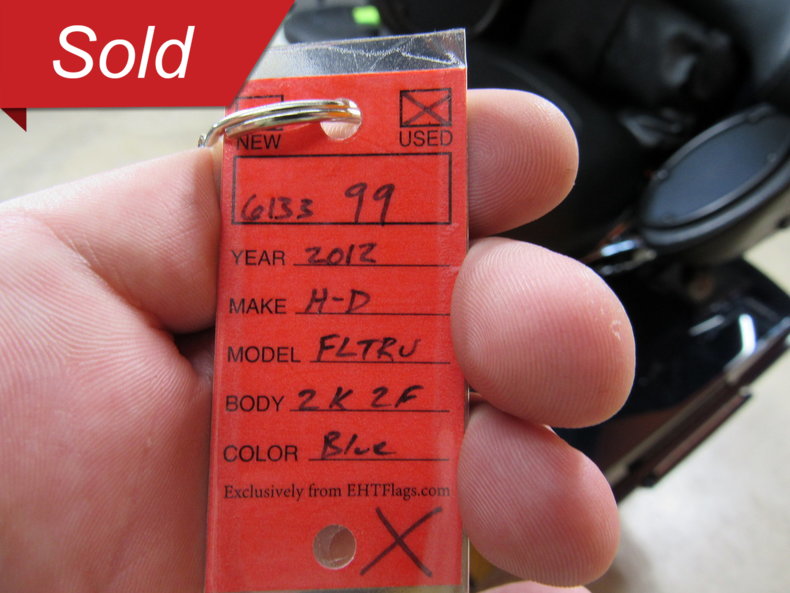 Sold
NEW USED
6133 99
YEAR 2012
MAKE H-D
MODEL FLTRU
BODY 2K 2F
COLOR Blue
Exclusively from EHTFlags.com
X